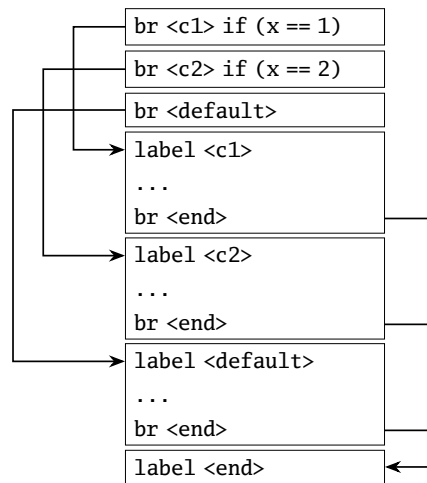 br <c1> if (x == 1)
br <c2> if (x == 2)
br <default>
label <c1>
...
br <end>
label <c2>
...
br <end>
label <default>
...
br <end>
label <end>